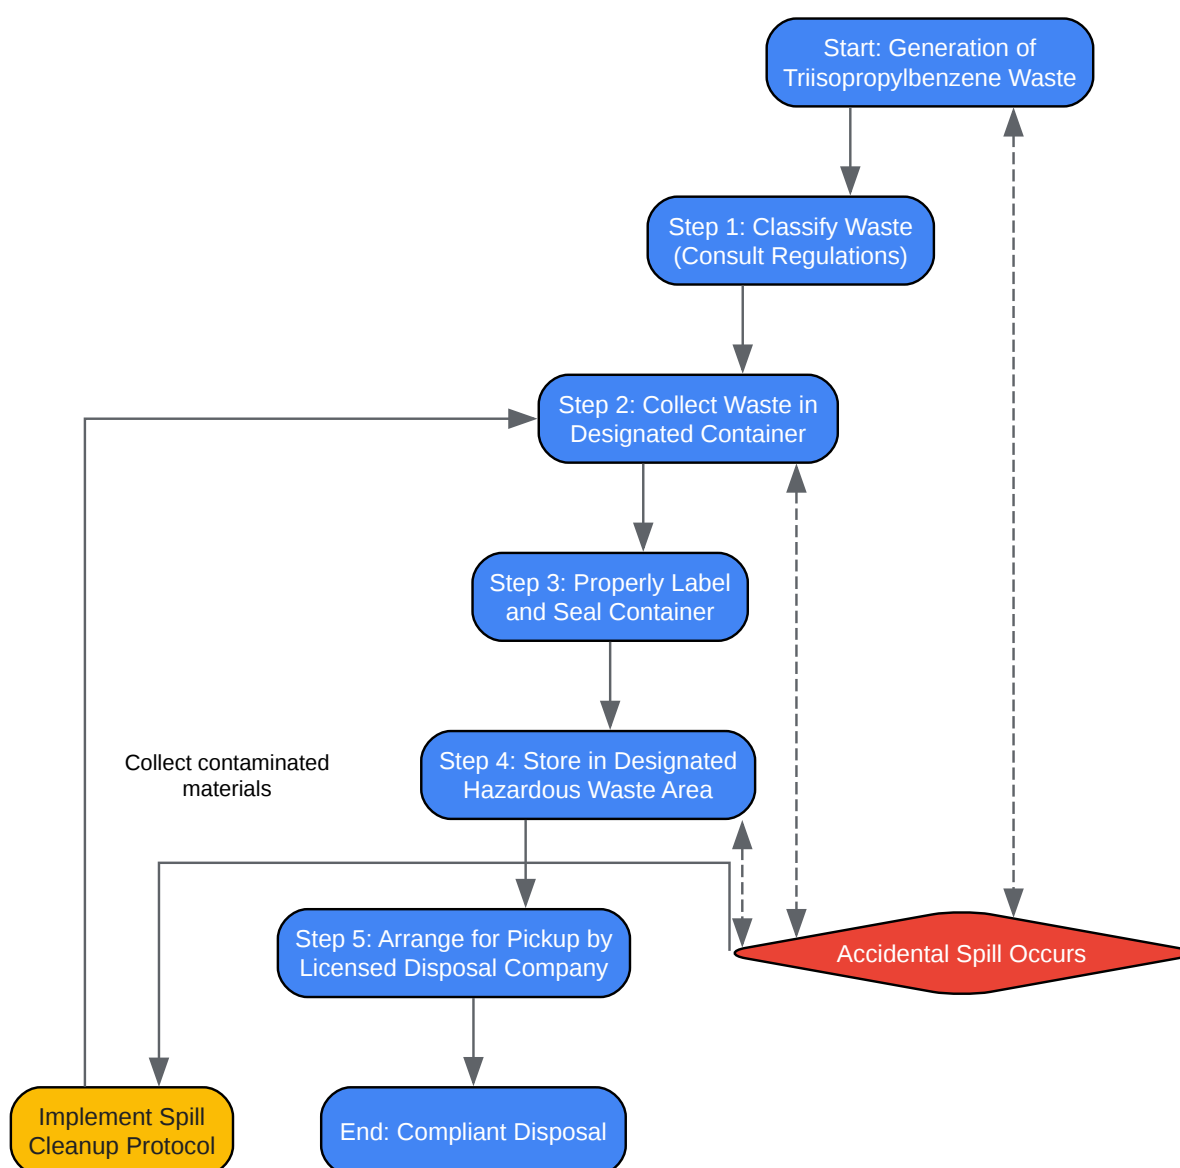 Start: Generation of
Triisopropylbenzene Waste
Step 1: Classify Waste
(Consult Regulations)
Step 2: Collect Waste in
Designated Container
Step 3: Properly Label
and Seal Container
Collect contaminated
materials
Step 4: Store in Designated
Hazardous Waste Area
Step 5: Arrange for Pickup by
Licensed Disposal Company
Accidental Spill Occurs
Implement Spill
Cleanup Protocol
End: Compliant Disposal